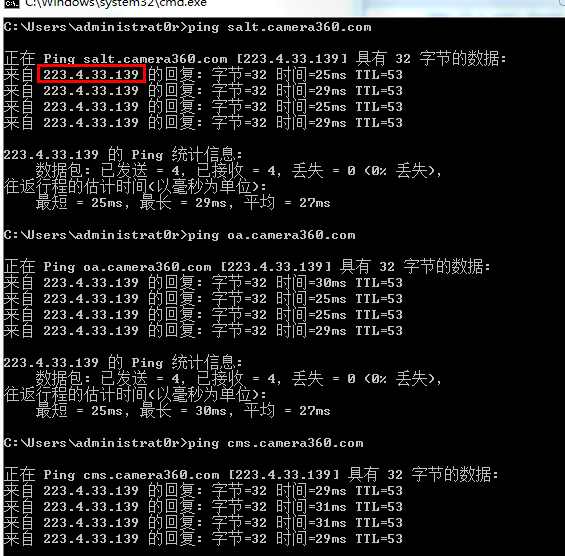 C:\Windows\system32\cmd.exe
C:\Users\administrat0r>ping salt.camera360.com
正在 Ping salt.camera360.com [223.4.33.139] 具有 32 字节的数据:
来自 223.4.33.139 的回复: 字节=32 时间=25ms TTL=53
来自 223.4.33.139 的回复: 字节=32 时间=29ms TTL=53
来自 223.4.33.139 的回复: 字节=32 时间=25ms TTL=53
来自 223.4.33.139 的回复: 字节=32 时间=29ms TTL=53
223.4.33.139 的 Ping 统计信息:
数据包: 已发送 = 4, 已接收 = 4, 丢失 = 0 (0% 丢失),
往返行程的估计时间(以毫秒为单位):
最短 = 25ms, 最长 = 29ms, 平均 = 27ms
C:\Users\administrat0r>ping oa.camera360.com
正在 Ping oa.camera360.com [223.4.33.139] 具有 32 字节的数据:
来自 223.4.33.139 的回复: 字节=32 时间=30ms TTL=53
来自 223.4.33.139 的回复: 字节=32 时间=25ms TTL=53
来自 223.4.33.139 的回复: 字节=32 时间=25ms TTL=53
来自 223.4.33.139 的回复: 字节=32 时间=29ms TTL=53
223.4.33.139 的 Ping 统计信息:
数据包: 已发送 = 4, 已接收 = 4, 丢失 = 0 (0% 丢失),
往返行程的估计时间(以毫秒为单位):
最短 = 25ms, 最长 = 30ms, 平均 = 27ms
C:\Users\administrat0r>ping cms.camera360.com
正在 Ping cms.camera360.com [223.4.33.139] 具有 32 字节的数据:
来自 223.4.33.139 的回复: 字节=32 时间=29ms TTL=53
来自 223.4.33.139 的回复: 字节=32 时间=31ms TTL=53
来自 223.4.33.139 的回复: 字节=32 时间=31ms TTL=53
来自 223.4.33.139 的回复: 字节=32 时间=29ms TTL=53